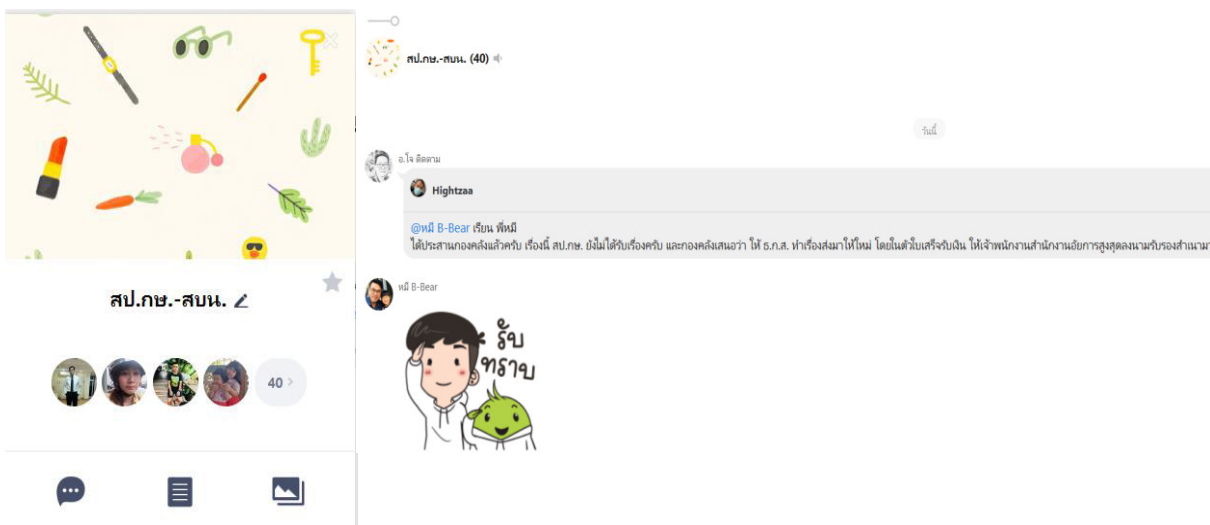 สป.กษ.-สบน.
40 >
สป.กษ.-สบน. (40)
วันนี้
อ.โจ ติดตาม
Hightzaa
@หมี B-Bear เรียน พี่หมี
ได้ประสานกองคลังแล้วครับ เรื่องนี้ สป.กษ. ยังไม่ได้รับเรื่องครับ และกองคลังเสนอว่า ให้ ธ.ก.ส. ทำเรื่องส่งมาให้ใหม่ โดยในตัวใบเสร็จรับเงิน ให้เจ้าพนักงานสำนักงานอัยการสูงสุดลงนามรับรองสำเนามา
หมี B-Bear
รับ
ทราบ